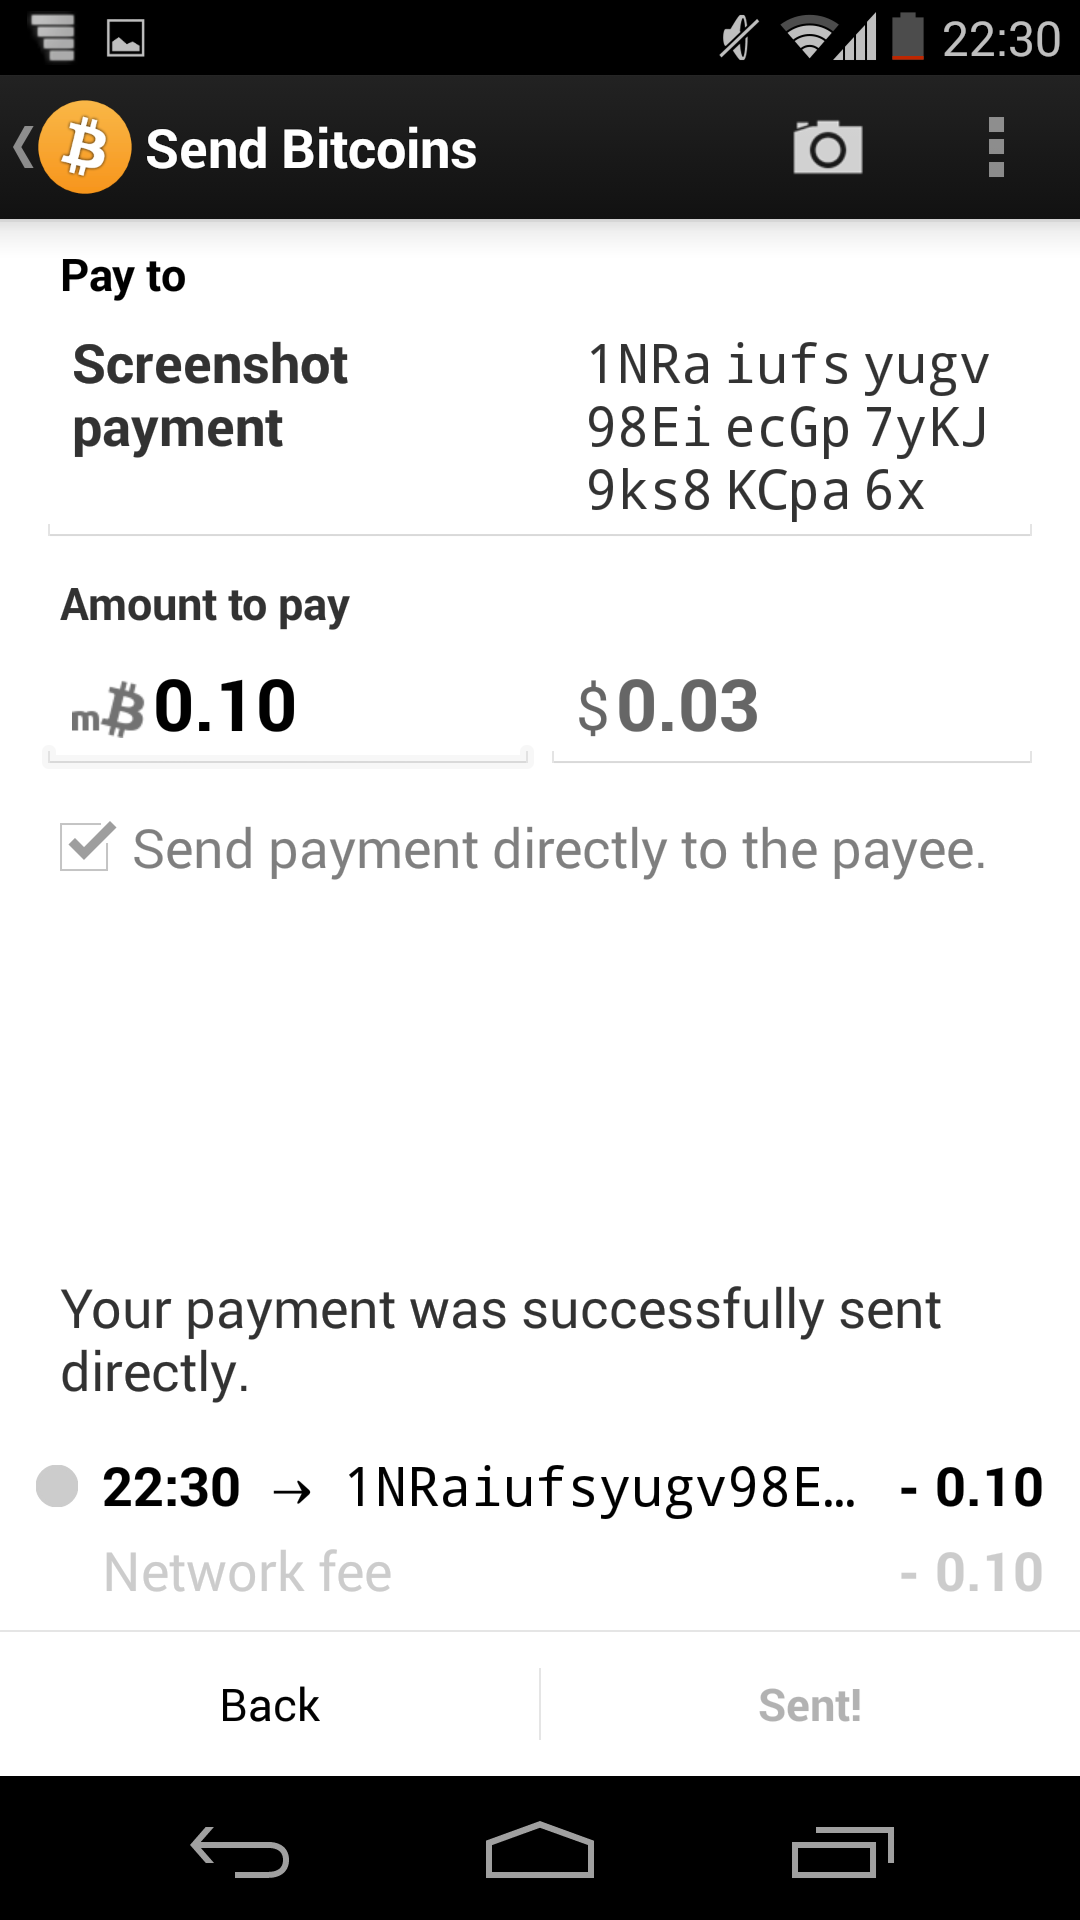 22:30
Send Bitcoins
Pay to
Screenshot payment
1NRa iufs yugv
98Ei ecGp 7yKJ
9ks8 KCpa 6x
Amount to pay
m₿ 0.10 $ 0.03
Send payment directly to the payee.
Your payment was successfully sent
directly.
22:30 → 1NRaiufsyugv98E... - 0.10
Network fee - 0.10
Back Sent!